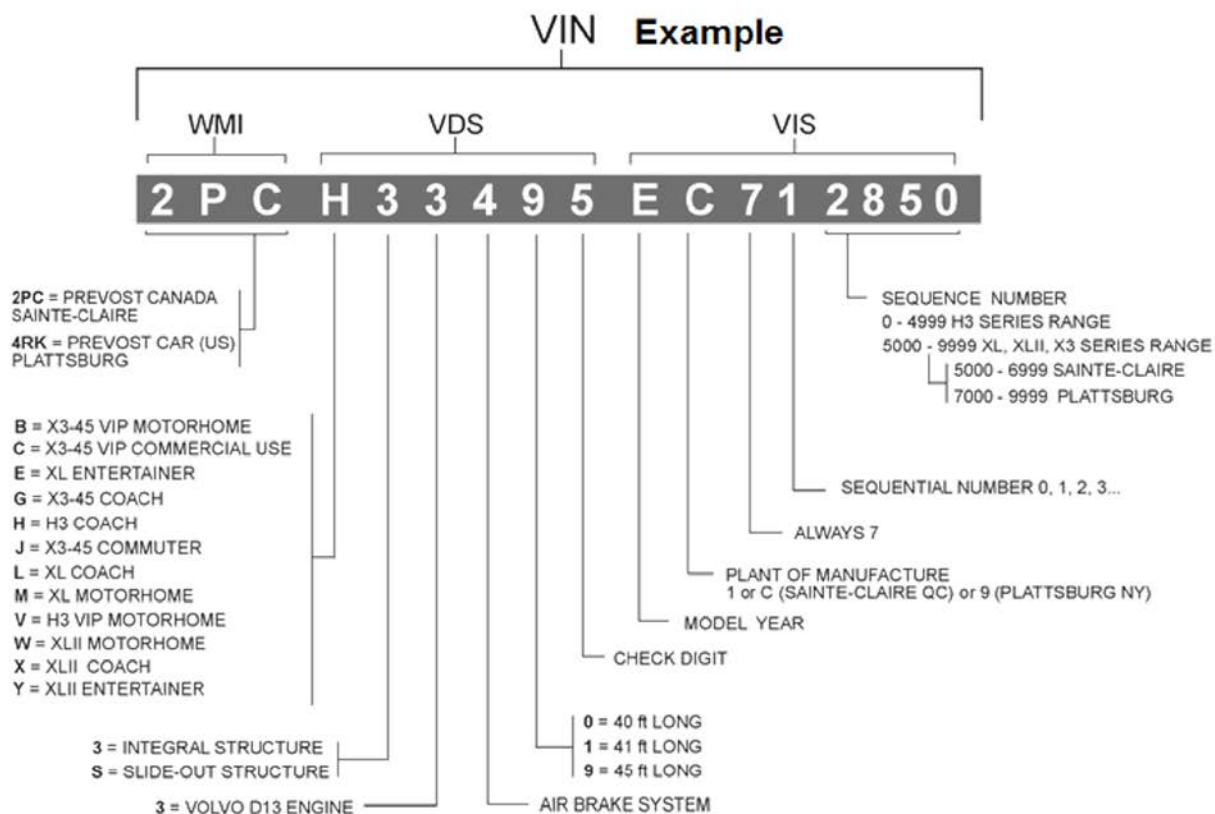 VIN Example
WMI VDS VIS
2 P C H 3 3 4 9 5 E C 7 1 2 8 5 0
2PC = PREVOST CANADA
SAINTE-CLAIRE
4RK = PREVOST CAR (US)
PLATTSBURG
SEQUENCE NUMBER
0 - 4999 H3 SERIES RANGE
5000 - 9999 XL, XLII, X3 SERIES RANGE
5000 - 6999 SAINTE-CLAIRE
7000 - 9999 PLATTSBURG
B = X3-45 VIP MOTORHOME
C = X3-45 VIP COMMERCIAL USE
E = XL ENTERTAINER
G = X3-45 COACH
H = H3 COACH
J = X3-45 COMMUTER
L = XL COACH
M = XL MOTORHOME
V = H3 VIP MOTORHOME
W = XLII MOTORHOME
X = XLII COACH
Y = XLII ENTERTAINER
SEQUENTIAL NUMBER 0, 1, 2, 3...
ALWAYS 7
PLANT OF MANUFACTURE
1 or C (SAINTE-CLAIRE QC) or 9 (PLATTSBURG NY)
MODEL YEAR
CHECK DIGIT
0 = 40 ft LONG
1 = 41 ft LONG
9 = 45 ft LONG
3 = INTEGRAL STRUCTURE
S = SLIDE-OUT STRUCTURE
3 = VOLVO D13 ENGINE
AIR BRAKE SYSTEM